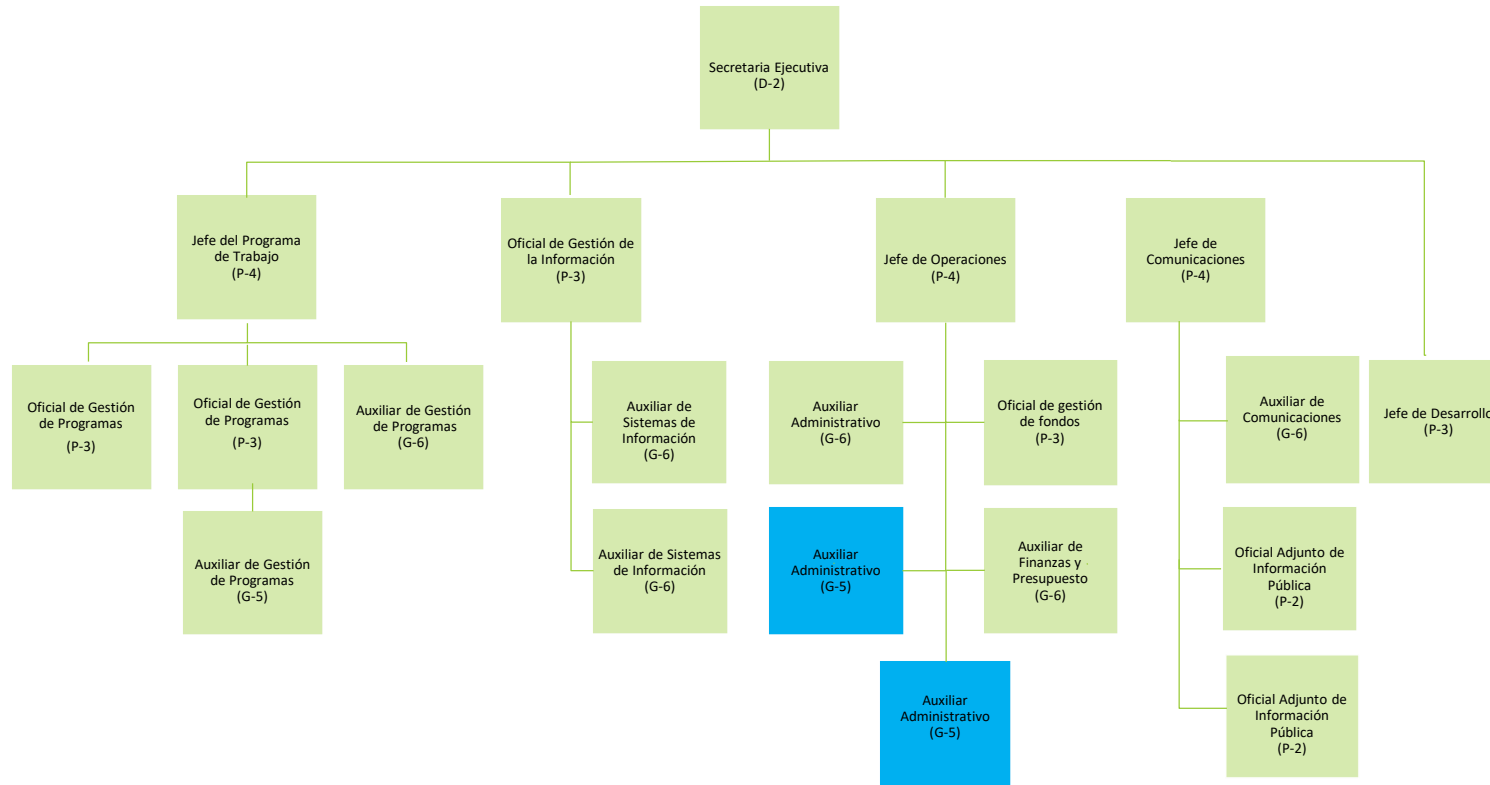 Secretaria Ejecutiva
(D-2)
Jefe del Programa
de Trabajo
(P-4)
Oficial de Gestión de
la Información
(P-3)
Jefe de Operaciones
(P-4)
Jefe de
Comunicaciones
(P-4)
Oficial de Gestión
de Programas
(P-3)
Oficial de Gestión
de Programas
(P-3)
Auxiliar de Gestión
de Programas
(G-6)
Auxiliar de
Sistemas de
Información
(G-6)
Auxiliar
Administrativo
(G-6)
Oficial de gestión
de fondos
(P-3)
Auxiliar de
Comunicaciones
(G-6)
Jefe de Desarrollo
(P-3)
Auxiliar de Gestión
de Programas
(G-5)
Auxiliar de Sistemas
de Información
(G-6)
Auxiliar
Administrativo
(G-5)
Auxiliar de
Finanzas y
Presupuesto
(G-6)
Oficial Adjunto de
Información
Pública
(P-2)
Auxiliar
Administrativo
(G-5)
Oficial Adjunto de
Información
Pública
(P-2)